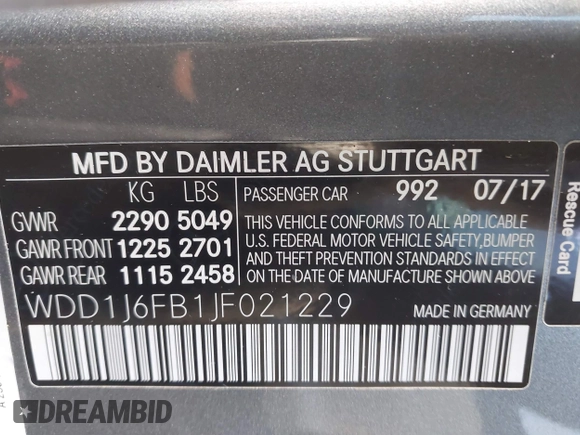 MFD BY DAIMLER AG STUTTGART
KG LBS PASSENGER CAR 992 07/17
GVWR 2290 5049
GAWR FRONT 1225 2701
GAWR REAR 1115 2458
THIS VEHICLE CONFORMS TO ALL APPLICABLE
U.S. FEDERAL MOTOR VEHICLE SAFETY,BUMPER
AND THEFT PREVENTION STANDARDS IN EFFECT
ON THE DATE OF MANUFACTURE SHOWN ABOVE
WDD1J6FB1JF021229
MADE IN GERMANY
Rescue Card
DREAMBID